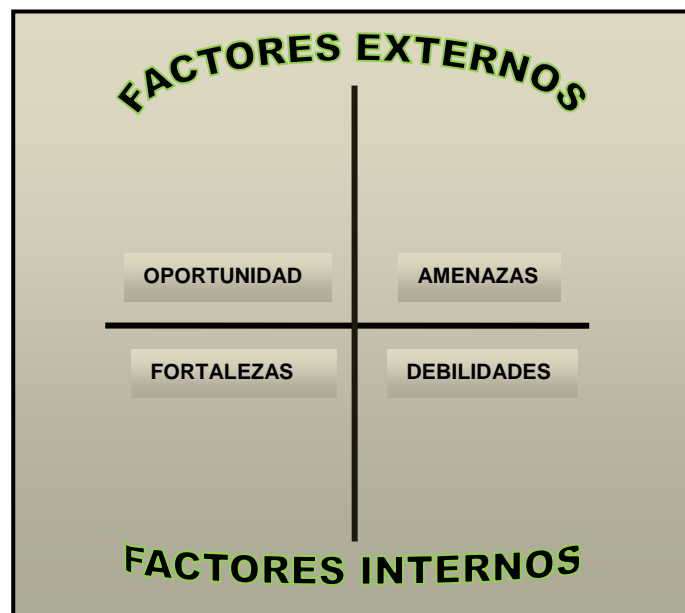 FACTORES EXTERNOS
OPORTUNIDAD AMENAZAS
FORTALEZAS DEBILIDADES
FACTORES INTERNOS